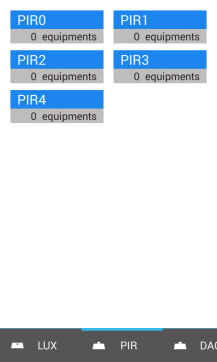 PIR0
PIR1
0 equipments
0 equipments
PIR2
PIR3
0 equipments
0 equipments
PIR4
0 equipments
LUX
PIR